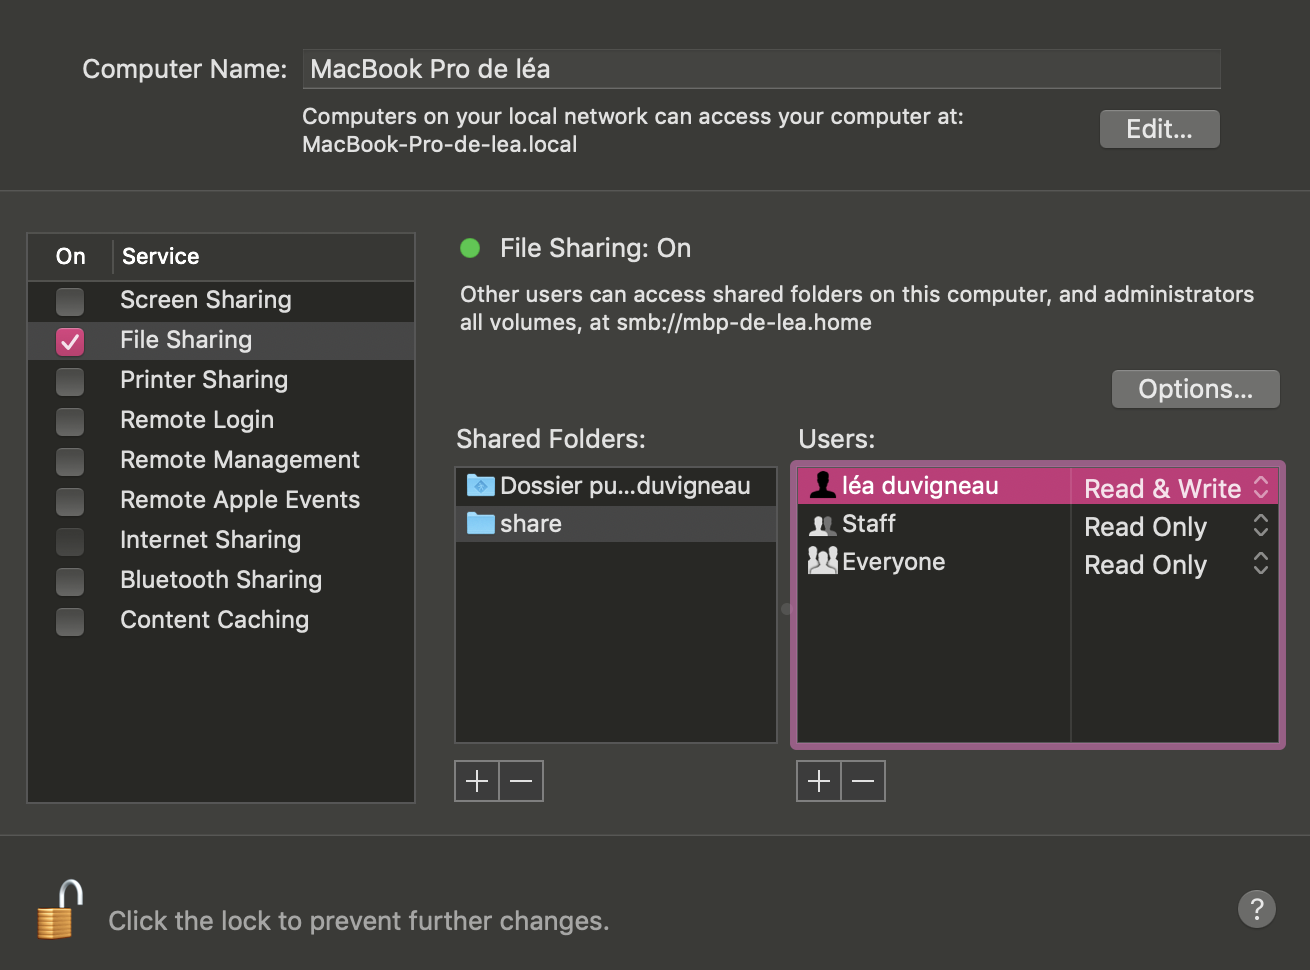 Computer Name: MacBook Pro de léa
Computers on your local network can access your computer at:
MacBook-Pro-de-lea.local
Edit...
On Service
Screen Sharing
File Sharing
Printer Sharing
Remote Login
Remote Management
Remote Apple Events
Internet Sharing
Bluetooth Sharing
Content Caching
File Sharing: On
Other users can access shared folders on this computer, and administrators
all volumes, at smb://mbp-de-lea.home
Options...
Shared Folders:
Dossier pu...duvigneau
share
Users:
léa duvigneau Read & Write
Staff Read Only
Everyone Read Only
Click the lock to prevent further changes.
?